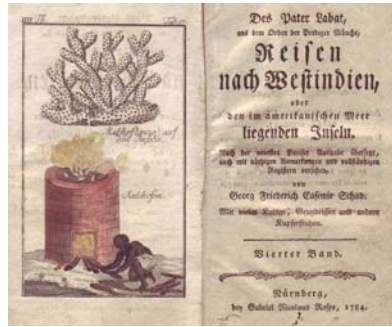 Kalkofen.
Des Pater Labat,
aus dem Orden der Prediger Mönche,
Reisen
nach Westindien,
oder
den im amerikanischen Meer
liegenden Inseln.
Nach der neuesten Pariser Ausgabe übersetzt,
auch mit nöthigen Anmerkungen und vollständigen
Registern versehen,
von
Georg Friederich Casimir Schad.
Mit vielen Kupfer, Grundrissen und andern
Kupferstichen.
Vierter Band.
Nürnberg,
bey Gabriel Nicolaus Raspe, 1784.